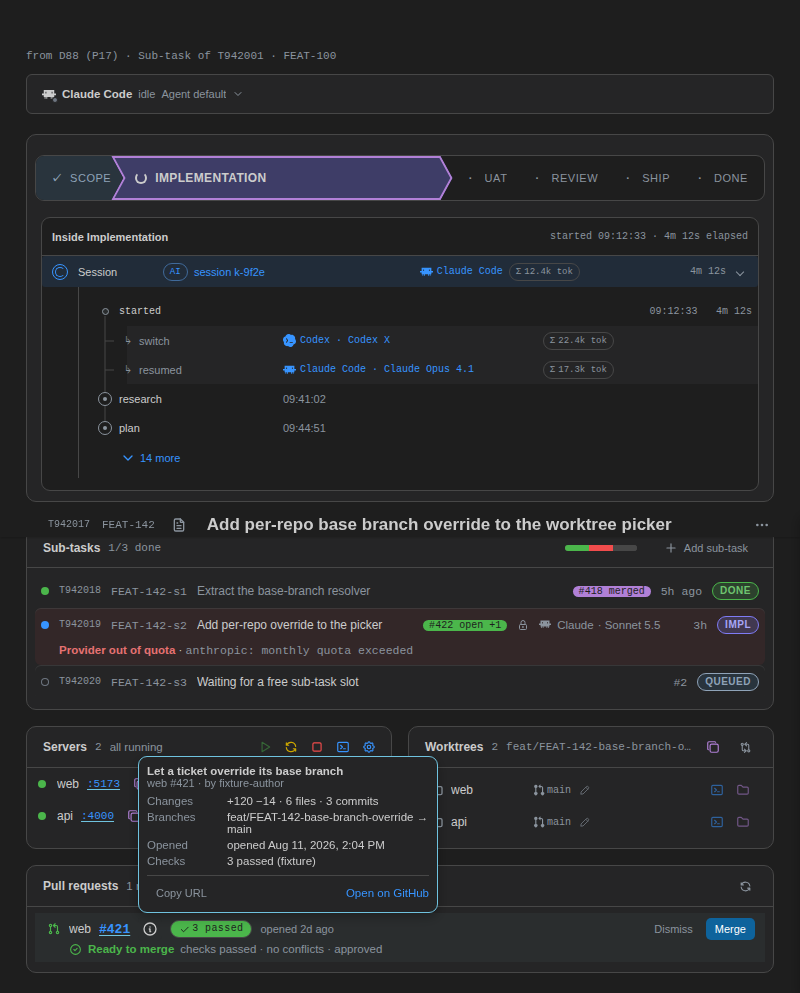 from D88 (P17) · Sub-task of T942001 · FEAT-100
Claude Code idle Agent default
SCOPE IMPLEMENTATION · UAT · REVIEW · SHIP · DONE
Inside Implementation started 09:12:33 · 4m 12s elapsed
Session AI session k-9f2e Claude Code Σ 12.4k tok 4m 12s
started 09:12:33 4m 12s
↳ switch Codex · Codex X Σ 22.4k tok
↳ resumed Claude Code · Claude Opus 4.1 Σ 17.3k tok
research 09:41:02
plan 09:44:51
14 more
T942017 FEAT-142 Add per-repo base branch override to the worktree picker ···
Sub-tasks 1/3 done + Add sub-task
T942018 FEAT-142-s1 Extract the base-branch resolver #418 merged 5h ago DONE
T942019 FEAT-142-s2 Add per-repo override to the picker #422 open +1 Claude · Sonnet 5.5 3h IMPL
Provider out of quota · anthropic: monthly quota exceeded
T942020 FEAT-142-s3 Waiting for a free sub-task slot #2 QUEUED
Servers 2 all running
web :5173
api :4000
Worktrees 2 feat/FEAT-142-base-branch-o…
web main
api main
Let a ticket override its base branch
web #421 · by fixture-author
Changes +120 −14 · 6 files · 3 commits
Branches feat/FEAT-142-base-branch-override →
main
Opened opened Aug 11, 2026, 2:04 PM
Checks 3 passed (fixture)
Copy URL Open on GitHub
Pull requests 1
web #421 3 passed opened 2d ago Dismiss Merge
Ready to merge checks passed · no conflicts · approved